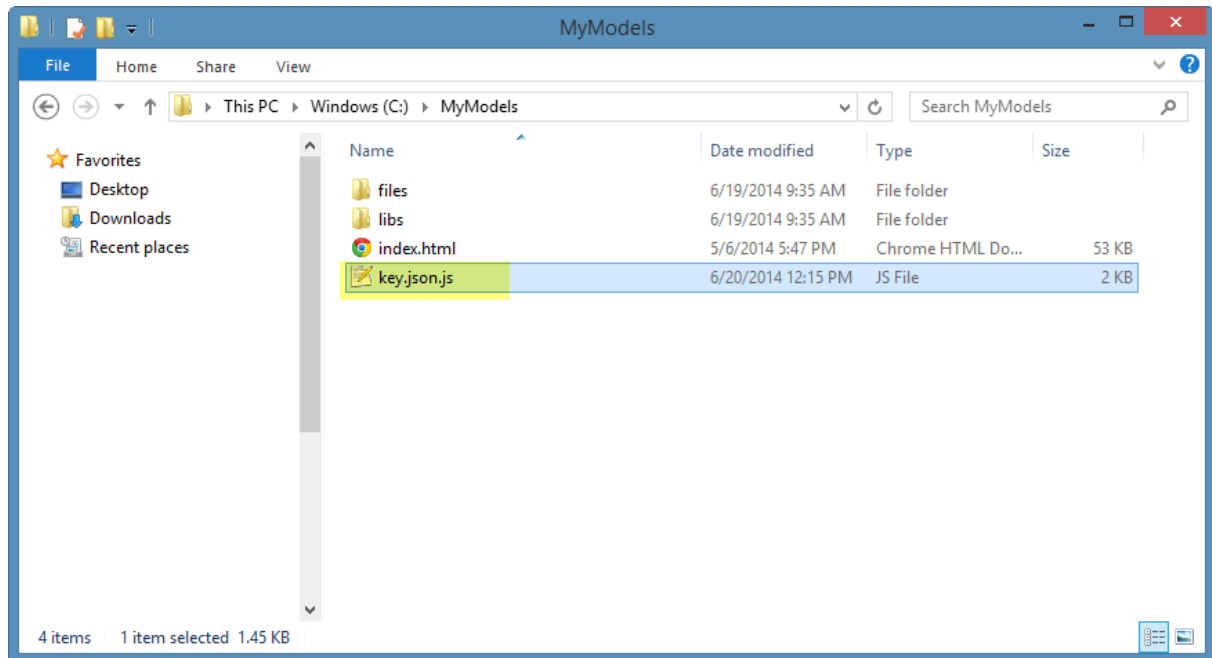 MyModels
File Home Share View
This PC Windows (C:) MyModels Search MyModels
Name Date modified Type Size
Favorites
Desktop
Downloads
Recent places
files 6/19/2014 9:35 AM File folder
libs 6/19/2014 9:35 AM File folder
index.html 5/6/2014 5:47 PM Chrome HTML Do... 53 KB
key.json.js 6/20/2014 12:15 PM JS File 2 KB
4 items 1 item selected 1.45 KB